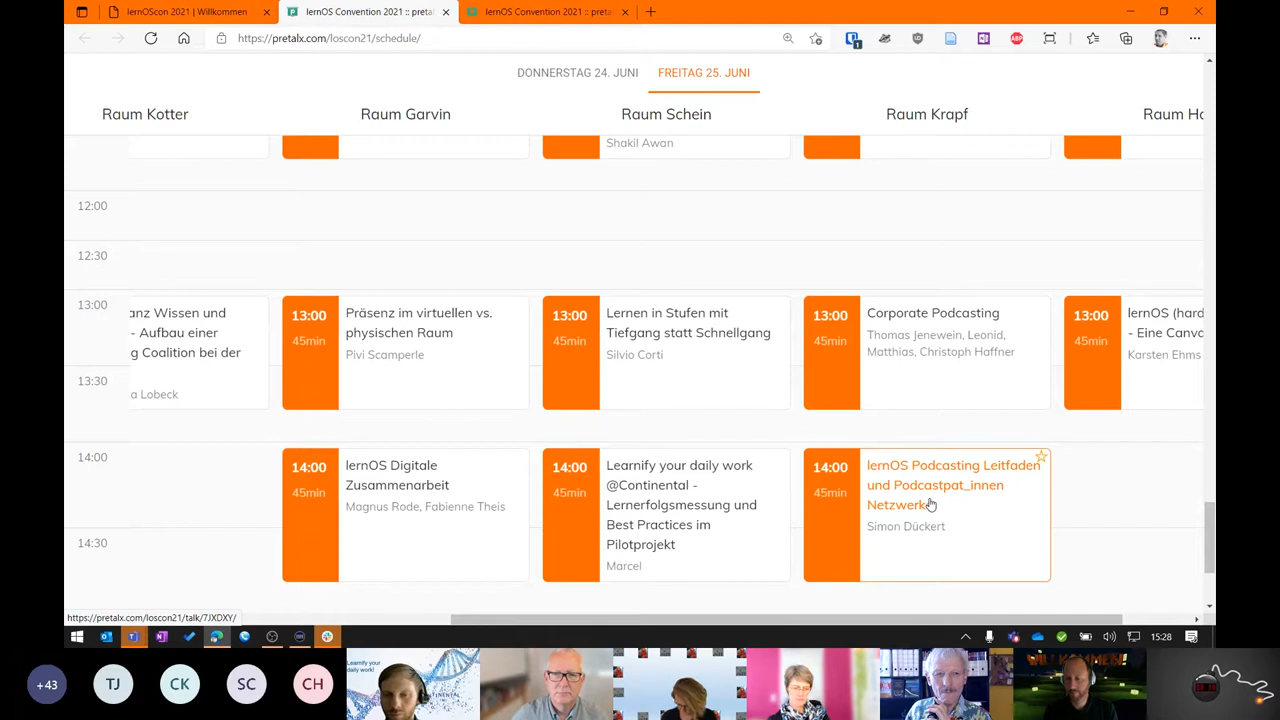 lernOScon 2021 | Willkommen
lernOS Convention 2021 :: preta
lernOS Convention 2021 :: preta
https://pretalx.com/loscon21/schedule/
1
ABP
DONNERSTAG 24. JUNI
FREITAG 25. JUNI
Raum Kotter
Raum Garvin
Raum Schein
Raum Krapf
Raum Ho
Shakil Awan
12:00
12:30
13:00
13:30
14:00
14:30
anz Wissen und
- Aufbau einer
g Coalition bei der
a Lobeck
13:00
45min
Präsenz im virtuellen vs.
physischen Raum
Pivi Scamperle
13:00
45min
Lernen in Stufen mit
Tiefgang statt Schnellgang
Silvio Corti
13:00
45min
Corporate Podcasting
Thomas Jenewein, Leonid,
Matthias, Christoph Haffner
13:00
45min
lernOS (hard
- Eine Canva
Karsten Ehms
14:00
45min
lernOS Digitale
Zusammenarbeit
Magnus Rode, Fabienne Theis
14:00
45min
Learnify your daily work
@Continental -
Lernerfolgsmessung und
Best Practices im
Pilotprojekt
Marcel
14:00
45min
lernOS Podcasting Leitfaden
und Podcastpat_innen
Netzwerk
Simon Dückert
https://pretalx.com/loscon21/talk/7JXDXY/
15:28
+43
TJ
CK
SC
CH
Learnify your
daily work!